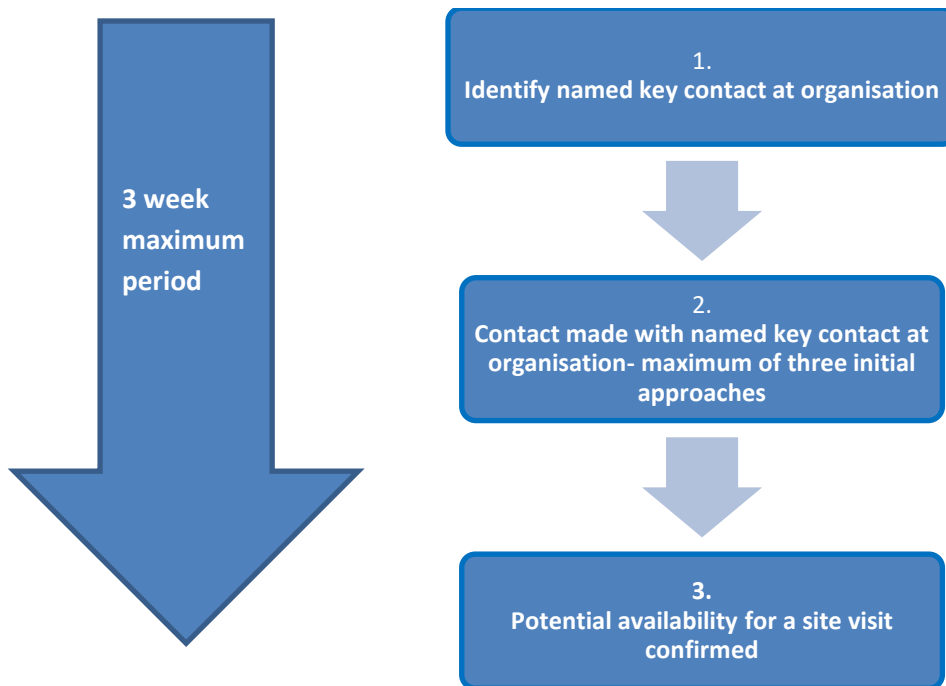 3 week
maximum
period
1.
Identify named key contact at organisation
2.
Contact made with named key contact at
organisation- maximum of three initial
approaches
3.
Potential availability for a site visit
confirmed